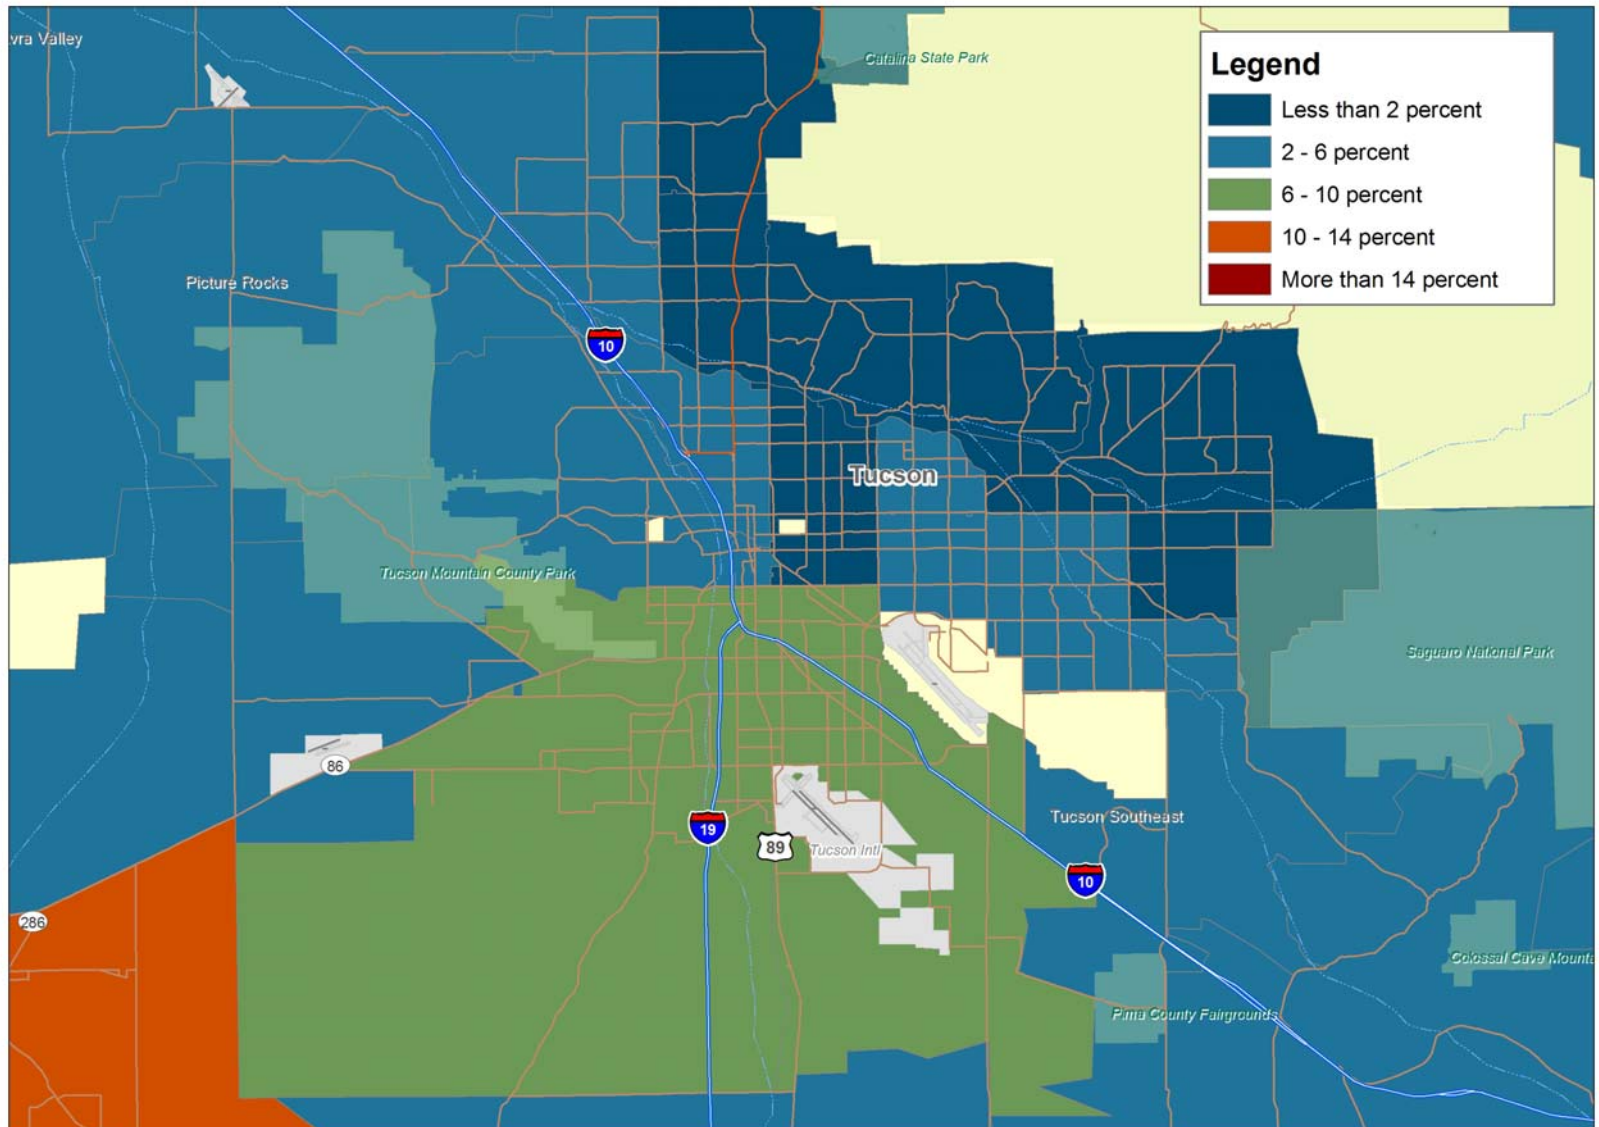 vra Valley
Catalina State Park
Legend
Less than 2 percent
2 - 6 percent
6 - 10 percent
10 - 14 percent
More than 14 percent
Picture Rocks
10
Tucson
Tucson Mountain County Park
Saguaro National Park
86
Tucson Southeast
19
89
Tucson Intl
10
286
Colossal Cave Mounta
Pima County Fairgrounds